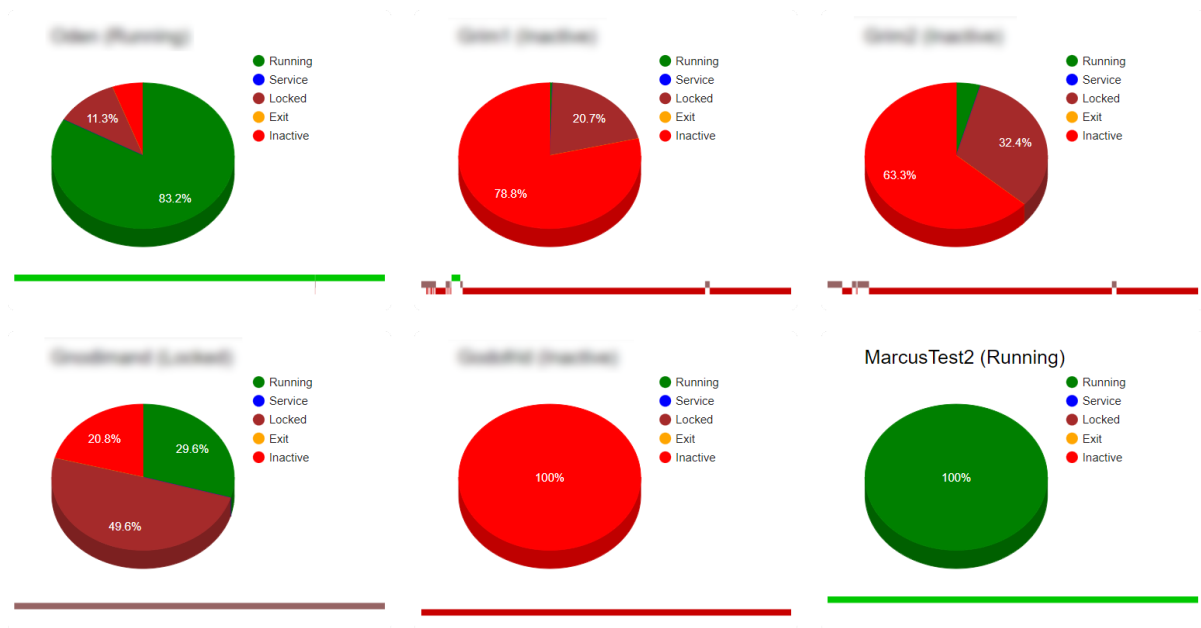 Running
Service
Locked
Exit
Inactive
11.3%
83.2%
Running
Service
Locked
Exit
Inactive
20.7%
78.8%
Running
Service
Locked
Exit
Inactive
32.4%
63.3%
Running
Service
Locked
Exit
Inactive
20.8%
29.6%
49.6%
Running
Service
Locked
Exit
Inactive
100%
MarcusTest2 (Running)
Running
Service
Locked
Exit
Inactive
100%